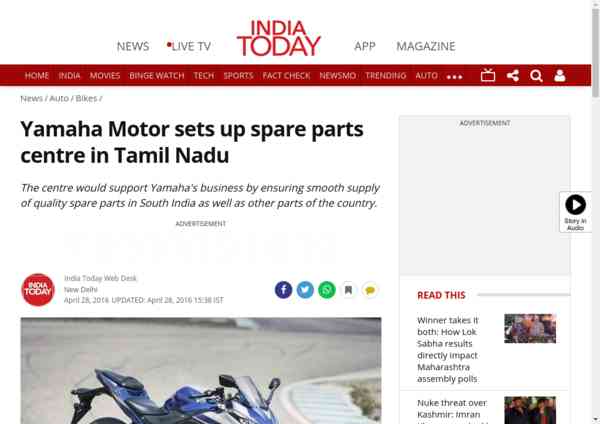 NEWS
LIVE TV
INDIA
TODAY
APP
MAGAZINE
HOME INDIA MOVIES BINGE WATCH TECH SPORTS FACT CHECK NEWSMO TRENDING AUTO
News / Auto / Bikes /
Yamaha Motor sets up spare parts
centre in Tamil Nadu
The centre would support Yamaha's business by ensuring smooth supply
of quality spare parts in South India as well as other parts of the country.
ADVERTISEMENT
INDIA
TODAY
India Today Web Desk
New Delhi
April 28, 2016 UPDATED: April 28, 2016 15:38 IST
ADVERTISEMENT
Story in
Audio
READ THIS
Winner takes it
both: How Lok
Sabha results
directly impact
Maharashtra
assembly polls
Nuke threat over
Kashmir: Imran